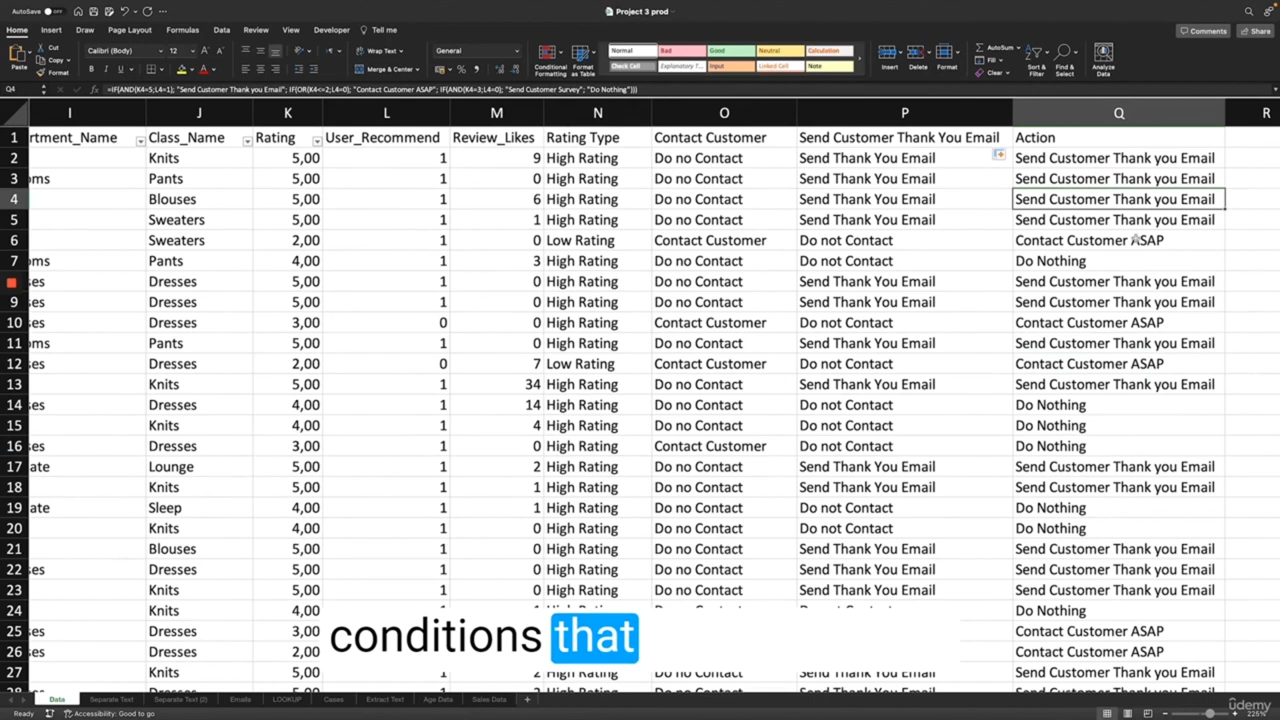 AutoSave OFF Project 3 prod
Home Insert Draw Page Layout Formulas Data Review View Developer Tell me Comments Share
Paste Cut Copy Format Calibri (Body) 12 Wrap Text Merge & Center General Conditional Formatting Format as Table Normal Bad Good Neutral Calculation Check Cell Explanatory T... Input Linked Cell Note Insert Delete Format AutoSum Fill Clear Sort & Filter Find & Select Analyze Data
Q4 fx =IF(AND(K4=5;L4=1); "Send Customer Thank you Email"; IF(OR(K4<=2;L4=0); "Contact Customer ASAP"; IF(AND(K4=3;L4=0); "Send Customer Survey"; "Do Nothing")))
I J K L M N O P Q R
1 rtment_Name Class_Name Rating User_Recommend Review_Likes Rating Type Contact Customer Send Customer Thank You Email Action
2 Knits 5,00 1 9 High Rating Do no Contact Send Thank You Email Send Customer Thank you Email
3 oms Pants 5,00 1 0 High Rating Do no Contact Send Thank You Email Send Customer Thank you Email
4 Blouses 5,00 1 6 High Rating Do no Contact Send Thank You Email Send Customer Thank you Email
5 Sweaters 5,00 1 1 High Rating Do no Contact Send Thank You Email Send Customer Thank you Email
6 Sweaters 2,00 1 0 Low Rating Contact Customer Do not Contact Contact Customer ASAP
7 oms Pants 4,00 1 3 High Rating Do no Contact Do not Contact Do Nothing
ses Dresses 5,00 1 0 High Rating Do no Contact Send Thank You Email Send Customer Thank you Email
9 ses Dresses 5,00 1 0 High Rating Do no Contact Send Thank You Email Send Customer Thank you Email
10 ses Dresses 3,00 0 0 High Rating Contact Customer Do not Contact Contact Customer ASAP
11 oms Pants 5,00 1 0 High Rating Do no Contact Send Thank You Email Send Customer Thank you Email
12 ses Dresses 2,00 0 7 Low Rating Contact Customer Do not Contact Contact Customer ASAP
13 Knits 5,00 1 34 High Rating Do no Contact Send Thank You Email Send Customer Thank you Email
14 ses Dresses 4,00 1 14 High Rating Do no Contact Do not Contact Do Nothing
15 Knits 4,00 1 4 High Rating Do no Contact Do not Contact Do Nothing
16 ses Dresses 3,00 1 0 High Rating Contact Customer Do not Contact Do Nothing
17 ate Lounge 5,00 1 2 High Rating Do no Contact Send Thank You Email Send Customer Thank you Email
18 Knits 5,00 1 1 High Rating Do no Contact Send Thank You Email Send Customer Thank you Email
19 ate Sleep 4,00 1 1 High Rating Do no Contact Do not Contact Do Nothing
20 Knits 4,00 1 0 High Rating Do no Contact Do not Contact Do Nothing
21 Blouses 5,00 1 0 High Rating Do no Contact Send Thank You Email Send Customer Thank you Email
22 ses Dresses 5,00 1 0 High Rating Do no Contact Send Thank You Email Send Customer Thank you Email
23 Knits 5,00 1 0 High Rating Do no Contact Send Thank You Email Send Customer Thank you Email
24 Knits 4,00 Do Nothing
25 ses Dresses 3,00 Contact Customer ASAP
26 ses Dresses 2,00 Contact Customer ASAP
27 Knits 5,00 1 0 High Rating Do no Contact Send Thank You Email Send Customer Thank you Email
conditions that
Data Separate Text Separate Text (2) Emails LOOKUP Cases Extract Text Age Data Sales Data
Ready Accessibility: Good to go 225%
udemy